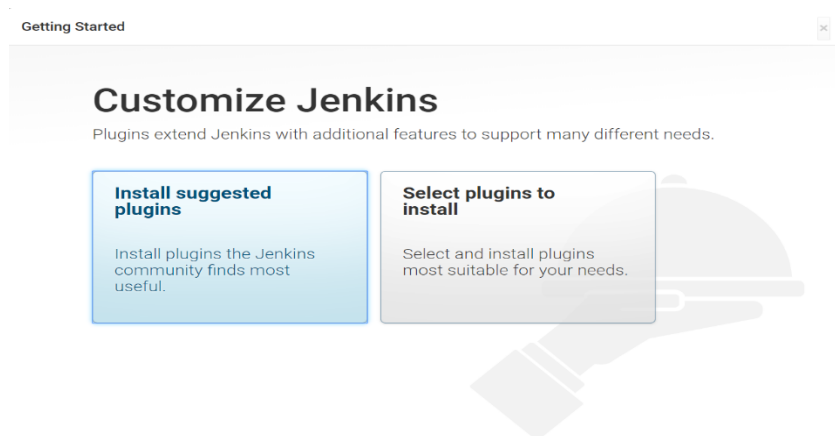 Getting Started
×
Customize Jenkins
Plugins extend Jenkins with additional features to support many different needs.
Install suggested
plugins
Install plugins the Jenkins
community finds most
useful.
Select plugins to
install
Select and install plugins
most suitable for your needs.